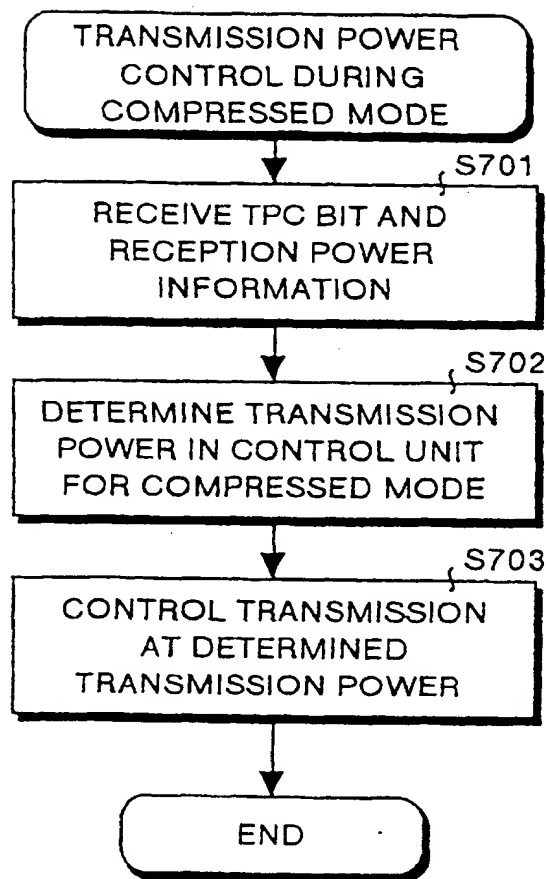 TRANSMISSION POWER
CONTROL DURING
COMPRESSED MODE
S701
RECEIVE TPC BIT AND
RECEPTION POWER
INFORMATION
S702
DETERMINE TRANSMISSION
POWER IN CONTROL UNIT
FOR COMPRESSED MODE
S703
CONTROL TRANSMISSION
AT DETERMINED
TRANSMISSION POWER
END